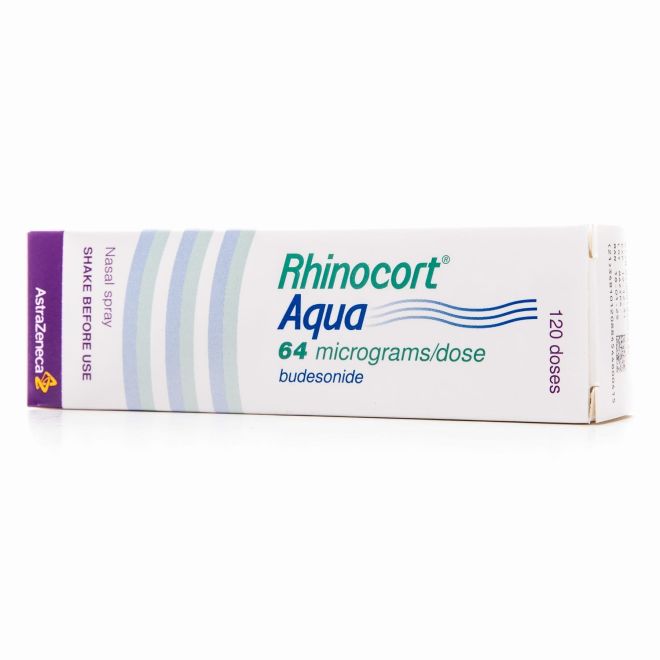 AstraZeneca
Nasal spray
SHAKE BEFORE USE
Rhinocort®
Aqua
64 micrograms/dose
budesonide
120 doses